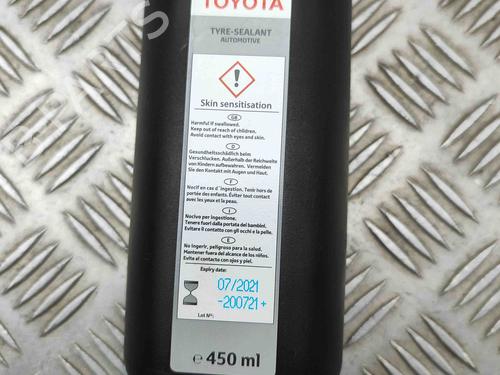 TOYOTA
TYRE-SEALANT
AUTOMOTIVE
Skin sensitisation
GB
Harmful if swallowed.
Keep out of reach of children.
Avoid contact with eyes and skin.
D
Gesundheitsschädlich beim
Verschlucken. Außerhalb der Reichweite
von Kindern aufbewahren. Vermeiden
Sie den Kontakt mit Augen und Haut.
F
Nocif en cas d´ingestion. Tenir hors de
portée des enfants. Éviter tout contact
avec les yeux et la peau.
I
Nocivo per ingestione.
Tenere fuori dalla portata dei bambini.
Evitare il contatto con gli occhi e la pelle.
E
No ingerir, peligro para la salud.
Mantener fuera del alcance de los niños.
Evite al contacto con ojos y piel.
Expiry date:
07/2021
-200721+
Lot N°:
℮ 450 ml